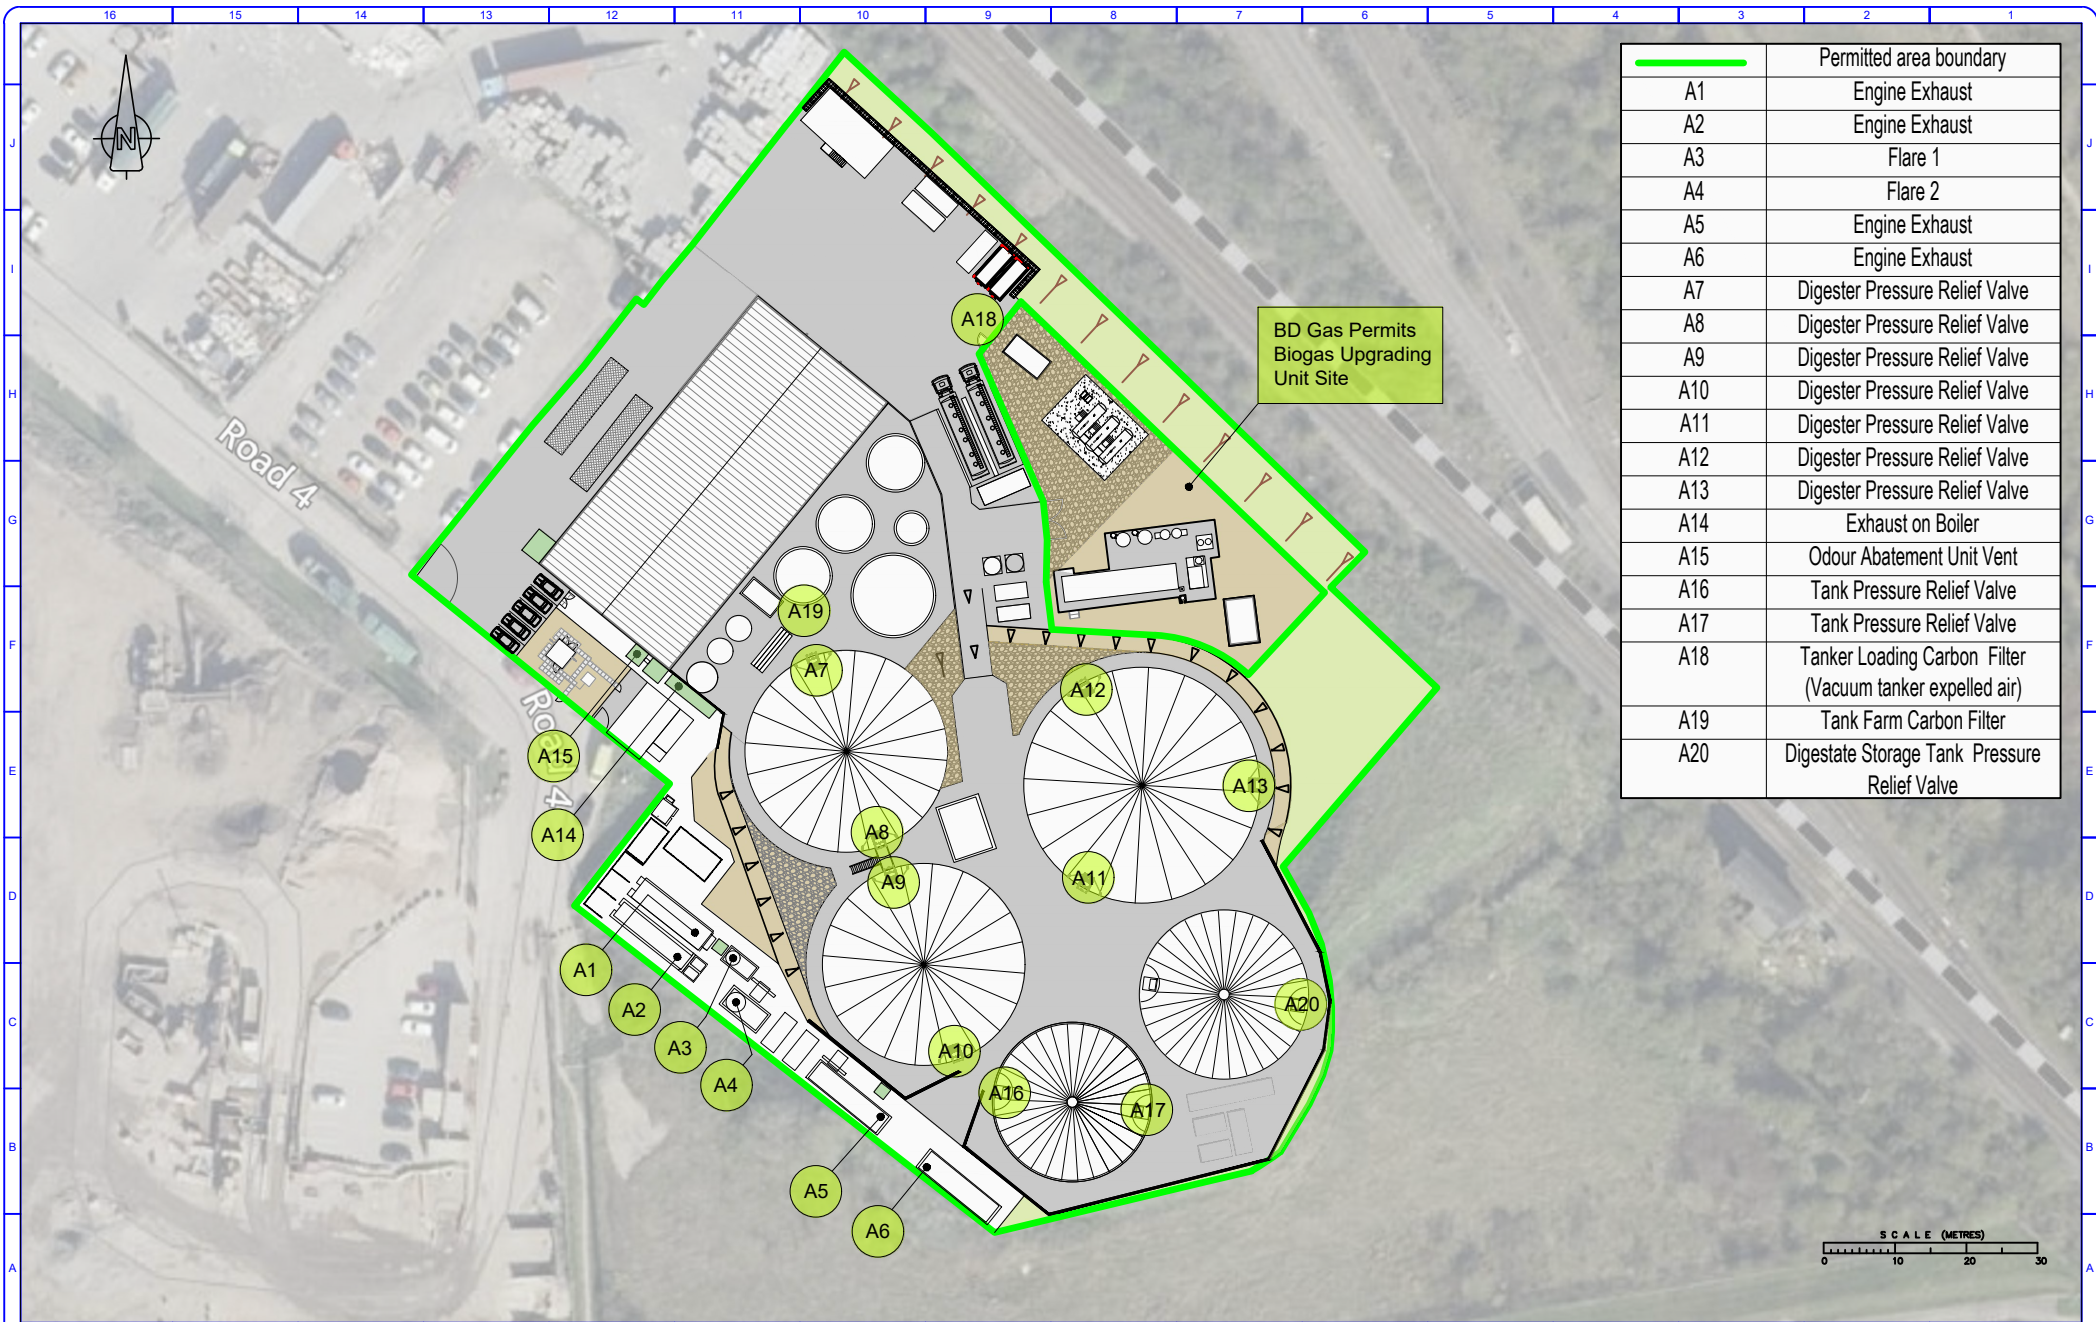 16 15 14 13 12 11 10 9 8 7 6 5 4 3 2 1
J
I
H
G
F
E
D
C
B
A
J
I
H
G
F
E
D
C
B
A
N
Permitted area boundary
A1 Engine Exhaust
A2 Engine Exhaust
A3 Flare 1
A4 Flare 2
A5 Engine Exhaust
A6 Engine Exhaust
A7 Digester Pressure Relief Valve
A8 Digester Pressure Relief Valve
A9 Digester Pressure Relief Valve
A10 Digester Pressure Relief Valve
A11 Digester Pressure Relief Valve
A12 Digester Pressure Relief Valve
A13 Digester Pressure Relief Valve
A14 Exhaust on Boiler
A15 Odour Abatement Unit Vent
A16 Tank Pressure Relief Valve
A17 Tank Pressure Relief Valve
A18 Tanker Loading Carbon Filter
(Vacuum tanker expelled air)
A19 Tank Farm Carbon Filter
A20 Digestate Storage Tank Pressure
Relief Valve
BD Gas Permits
Biogas Upgrading
Unit Site
Road 4
Road 4
A18
A19
A7
A12
A15
A13
A14
A8
A11
A9
A1
A20
A2
A3
A10
A4
A16
A17
A5
A6
SCALE (METRES)
0 10 20 30